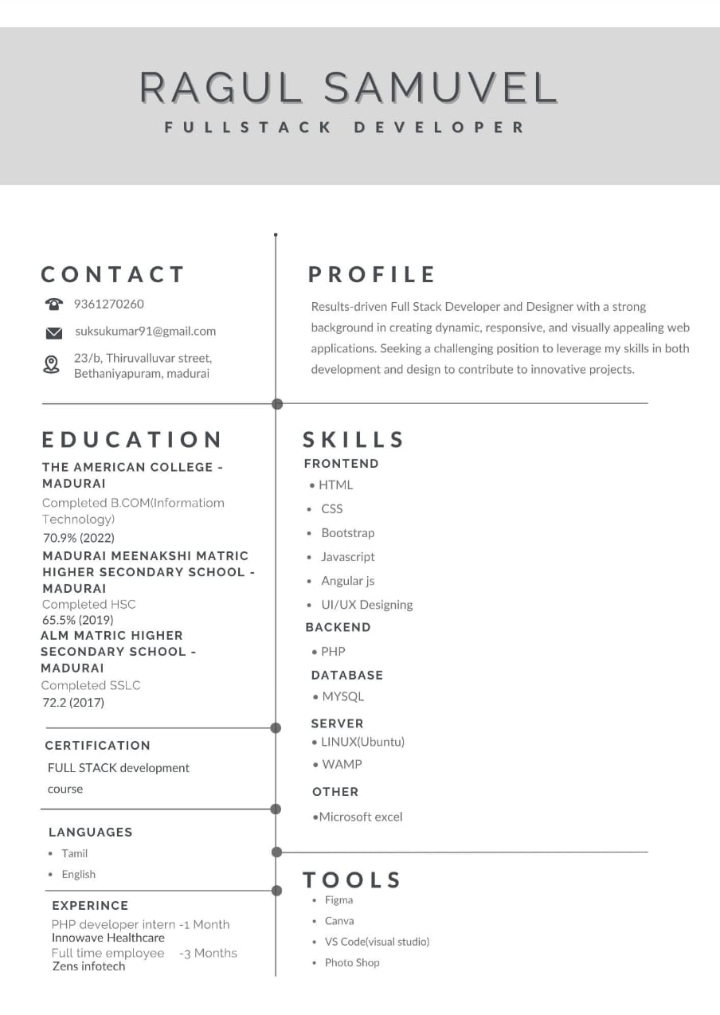 RAGUL SAMUVEL
FULLSTACK DEVELOPER
CONTACT
9361270260
suksukumar91@gmail.com
23/b, Thiruvalluvar street,
Bethaniyapuram, madurai
PROFILE
Results-driven Full Stack Developer and Designer with a strong
background in creating dynamic, responsive, and visually appealing web
applications. Seeking a challenging position to leverage my skills in both
development and design to contribute to innovative projects.
EDUCATION
THE AMERICAN COLLEGE -
MADURAI
Completed B.COM(Informatiom
Technology)
70.9% (2022)
MADURAI MEENAKSHI MATRIC
HIGHER SECONDARY SCHOOL -
MADURAI
Completed HSC
65.5% (2019)
ALM MATRIC HIGHER
SECONDARY SCHOOL -
MADURAI
Completed SSLC
72.2 (2017)
CERTIFICATION
FULL STACK development
course
LANGUAGES
• Tamil
• English
EXPERINCE
PHP developer intern -1 Month
Innowave Healthcare
Full time employee -3 Months
Zens infotech
SKILLS
FRONTEND
• HTML
• CSS
• Bootstrap
• Javascript
• Angular js
• UI/UX Designing
BACKEND
• PHP
DATABASE
• MYSQL
SERVER
• LINUX(Ubuntu)
• WAMP
OTHER
•Microsoft excel
TOOLS
• Figma
• Canva
• VS Code(visual studio)
• Photo Shop